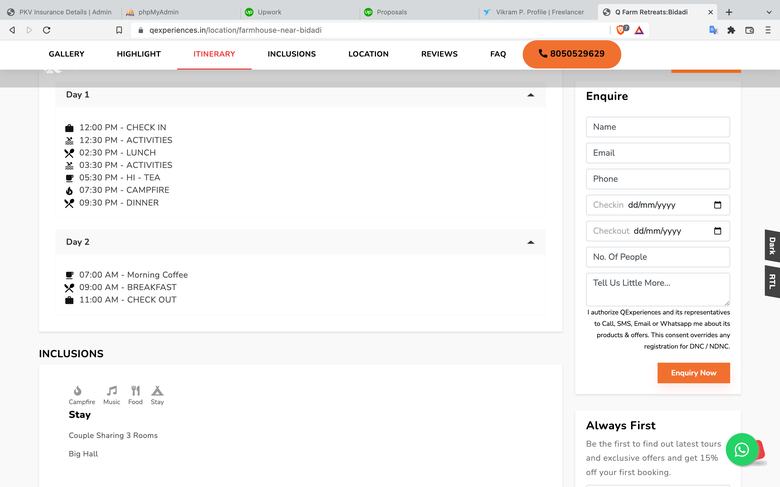 PKV Insurance Details | Admin
phpMyAdmin
Upwork
Proposals
Vikram P. Profile | Freelancer
Q Farm Retreats:Bidadi
qexperiences.in/location/farmhouse-near-bidadi
GALLERY
HIGHLIGHT
ITINERARY
INCLUSIONS
LOCATION
REVIEWS
FAQ
8050529629
Day 1
12:00 PM - CHECK IN
12:30 PM - ACTIVITIES
02:30 PM - LUNCH
03:30 PM - ACTIVITIES
05:30 PM - HI - TEA
07:30 PM - CAMPFIRE
09:30 PM - DINNER
Day 2
07:00 AM - Morning Coffee
09:00 AM - BREAKFAST
11:00 AM - CHECK OUT
INCLUSIONS
Campfire Music Food Stay
Stay
Couple Sharing 3 Rooms
Big Hall
Enquire
Name
Email
Phone
Checkin dd/mm/yyyy
Checkout dd/mm/yyyy
No. Of People
Tell Us Little More...
I authorize QExperiences and its representatives
to Call, SMS, Email or Whatsapp me about its
products & offers. This consent overrides any
registration for DNC / NDNC.
Enquiry Now
Always First
Be the first to find out latest tours
and exclusive offers and get 15%
off your first booking.
Dark
RTL